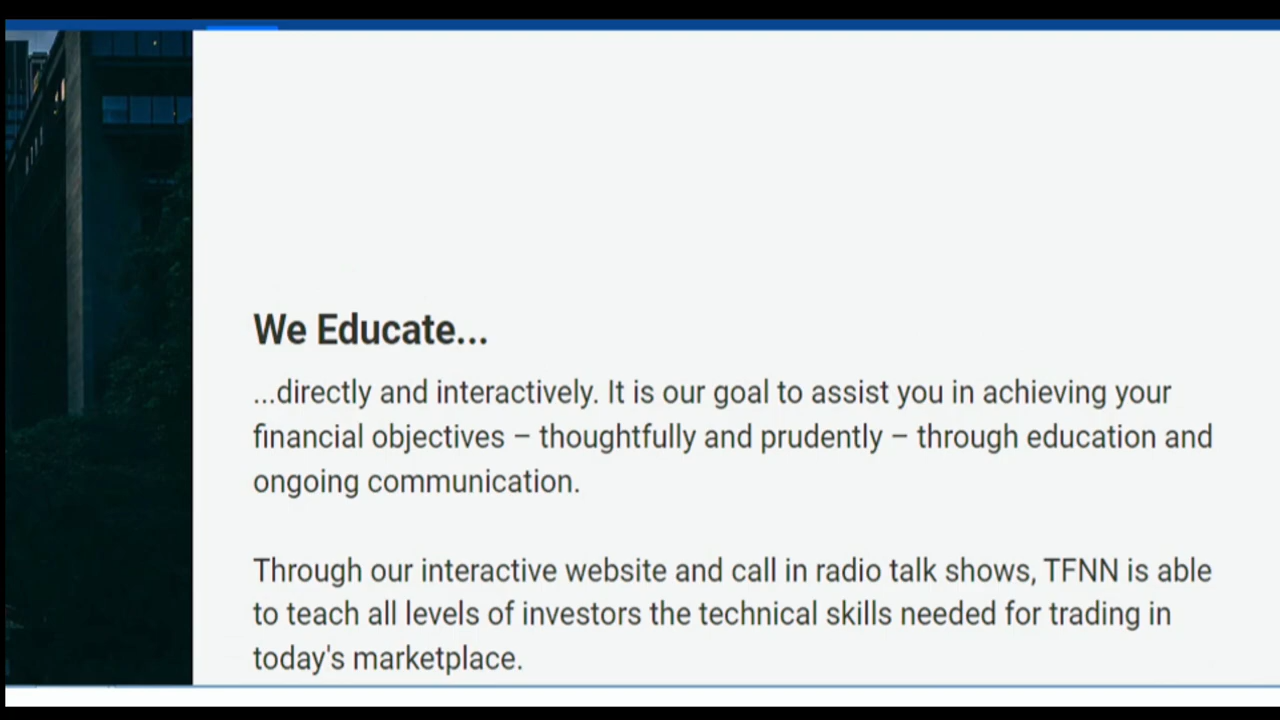 We Educate...
...directly and interactively. It is our goal to assist you in achieving your
financial objectives – thoughtfully and prudently – through education and
ongoing communication.
Through our interactive website and call in radio talk shows, TFNN is able
to teach all levels of investors the technical skills needed for trading in
today's marketplace.